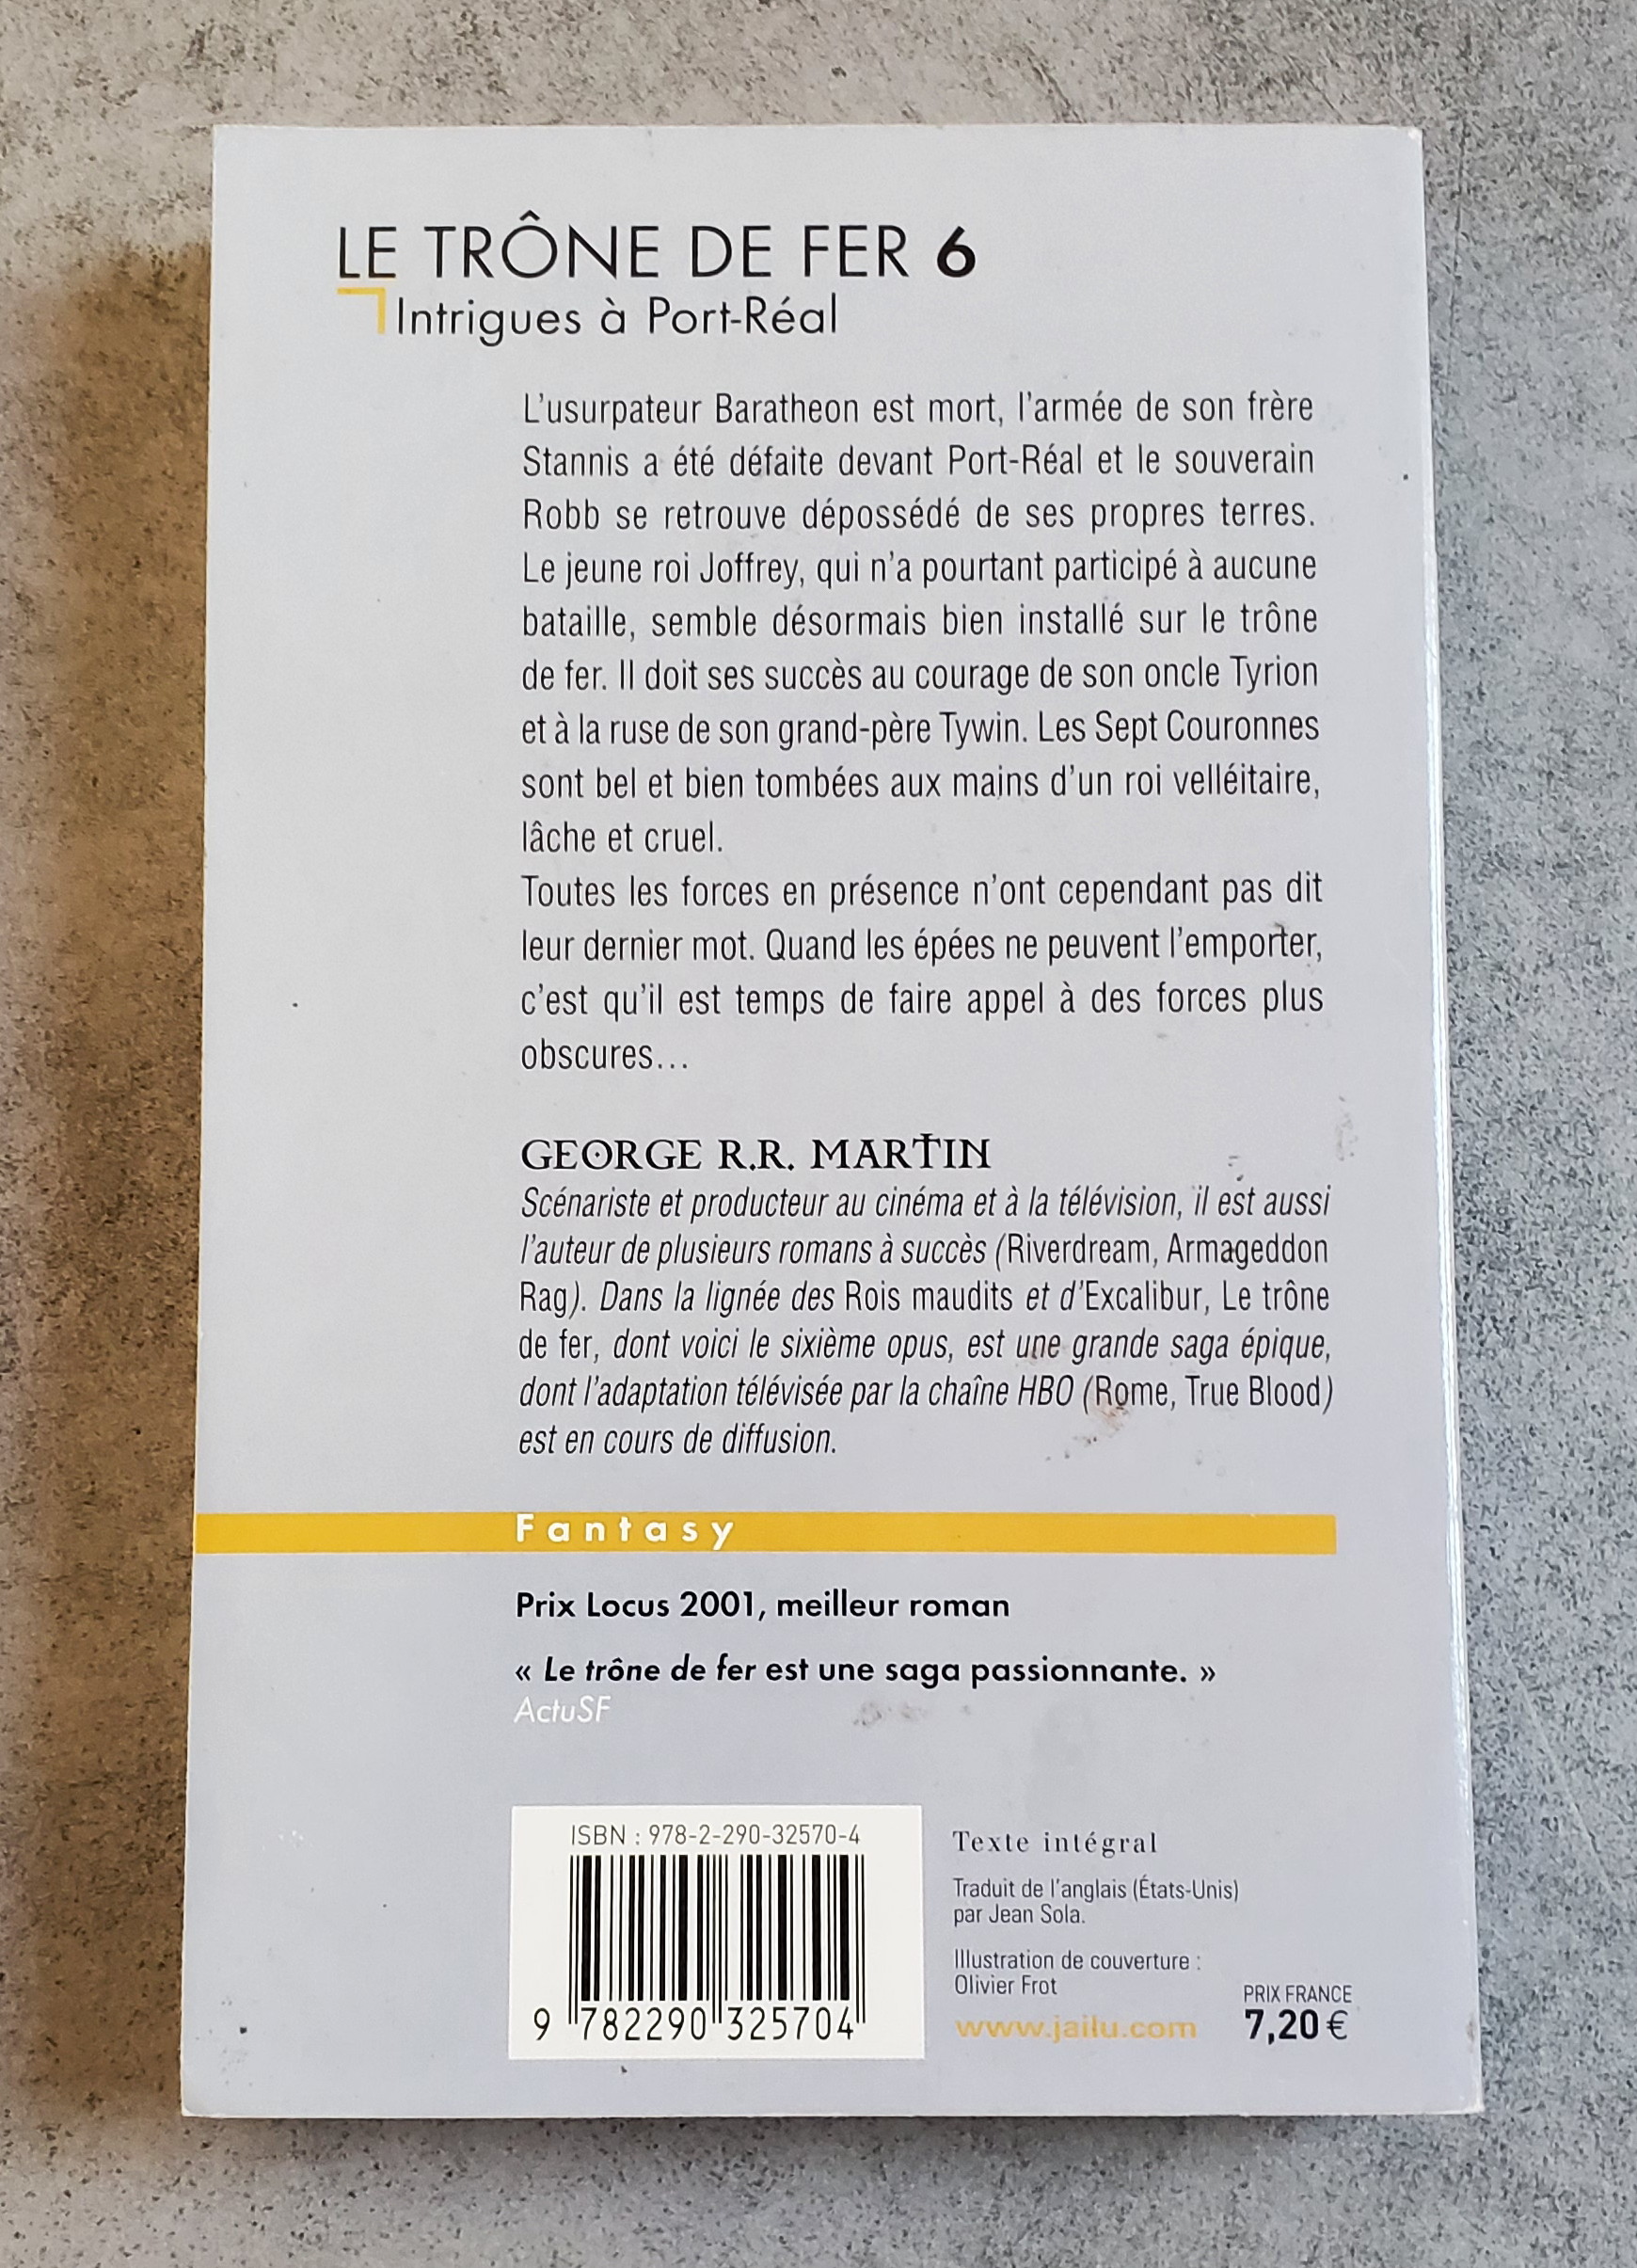 LE TRÔNE DE FER 6
Intrigues à Port-Réal
L'usurpateur Baratheon est mort, l'armée de son frère
Stannis a été défaite devant Port-Réal et le souverain
Robb se retrouve dépossédé de ses propres terres.
Le jeune roi Joffrey, qui n'a pourtant participé à aucune
bataille, semble désormais bien installé sur le trône
de fer. Il doit ses succès au courage de son oncle Tyrion
et à la ruse de son grand-père Tywin. Les Sept Couronnes
sont bel et bien tombées aux mains d'un roi velléitaire,
lâche et cruel.
Toutes les forces en présence n'ont cependant pas dit
leur dernier mot. Quand les épées ne peuvent l'emporter,
c'est qu'il est temps de faire appel à des forces plus
obscures...
GEORGE R.R. MARTIN
Scénariste et producteur au cinéma et à la télévision, il est aussi
l'auteur de plusieurs romans à succès (Riverdream, Armageddon
Rag). Dans la lignée des Rois maudits et d'Excalibur, Le trône
de fer, dont voici le sixième opus, est une grande saga épique,
dont l'adaptation télévisée par la chaîne HBO (Rome, True Blood)
est en cours de diffusion.
Fantasy
Prix Locus 2001, meilleur roman
« Le trône de fer est une saga passionnante. »
ActuSF
ISBN : 978-2-290-32570-4
9 782290 325704
Texte intégral
Traduit de l'anglais (États-Unis)
par Jean Sola.
Illustration de couverture :
Olivier Frot
www.jailu.com
PRIX FRANCE
7,20 €